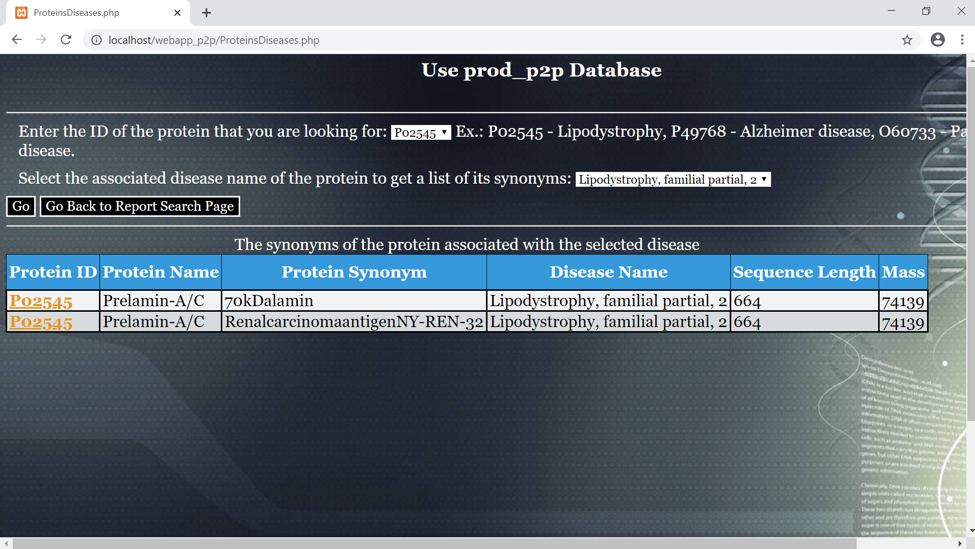 ProteinsDiseases.php
localhost/webapp_p2p/ProteinsDiseases.php
Use prod_p2p Database
Enter the ID of the protein that you are looking for: P02545 Ex.: P02545 - Lipodystrophy, P49768 - Alzheimer disease, O60733 - Pa
disease.
Select the associated disease name of the protein to get a list of its synonyms: Lipodystrophy, familial partial, 2
Go Go Back to Report Search Page
The synonyms of the protein associated with the selected disease
Protein ID Protein Name Protein Synonym Disease Name Sequence Length Mass
P02545 Prelamin-A/C 70kDalamin Lipodystrophy, familial partial, 2 664 74139
P02545 Prelamin-A/C RenalcarcinomaantigenNY-REN-32 Lipodystrophy, familial partial, 2 664 74139